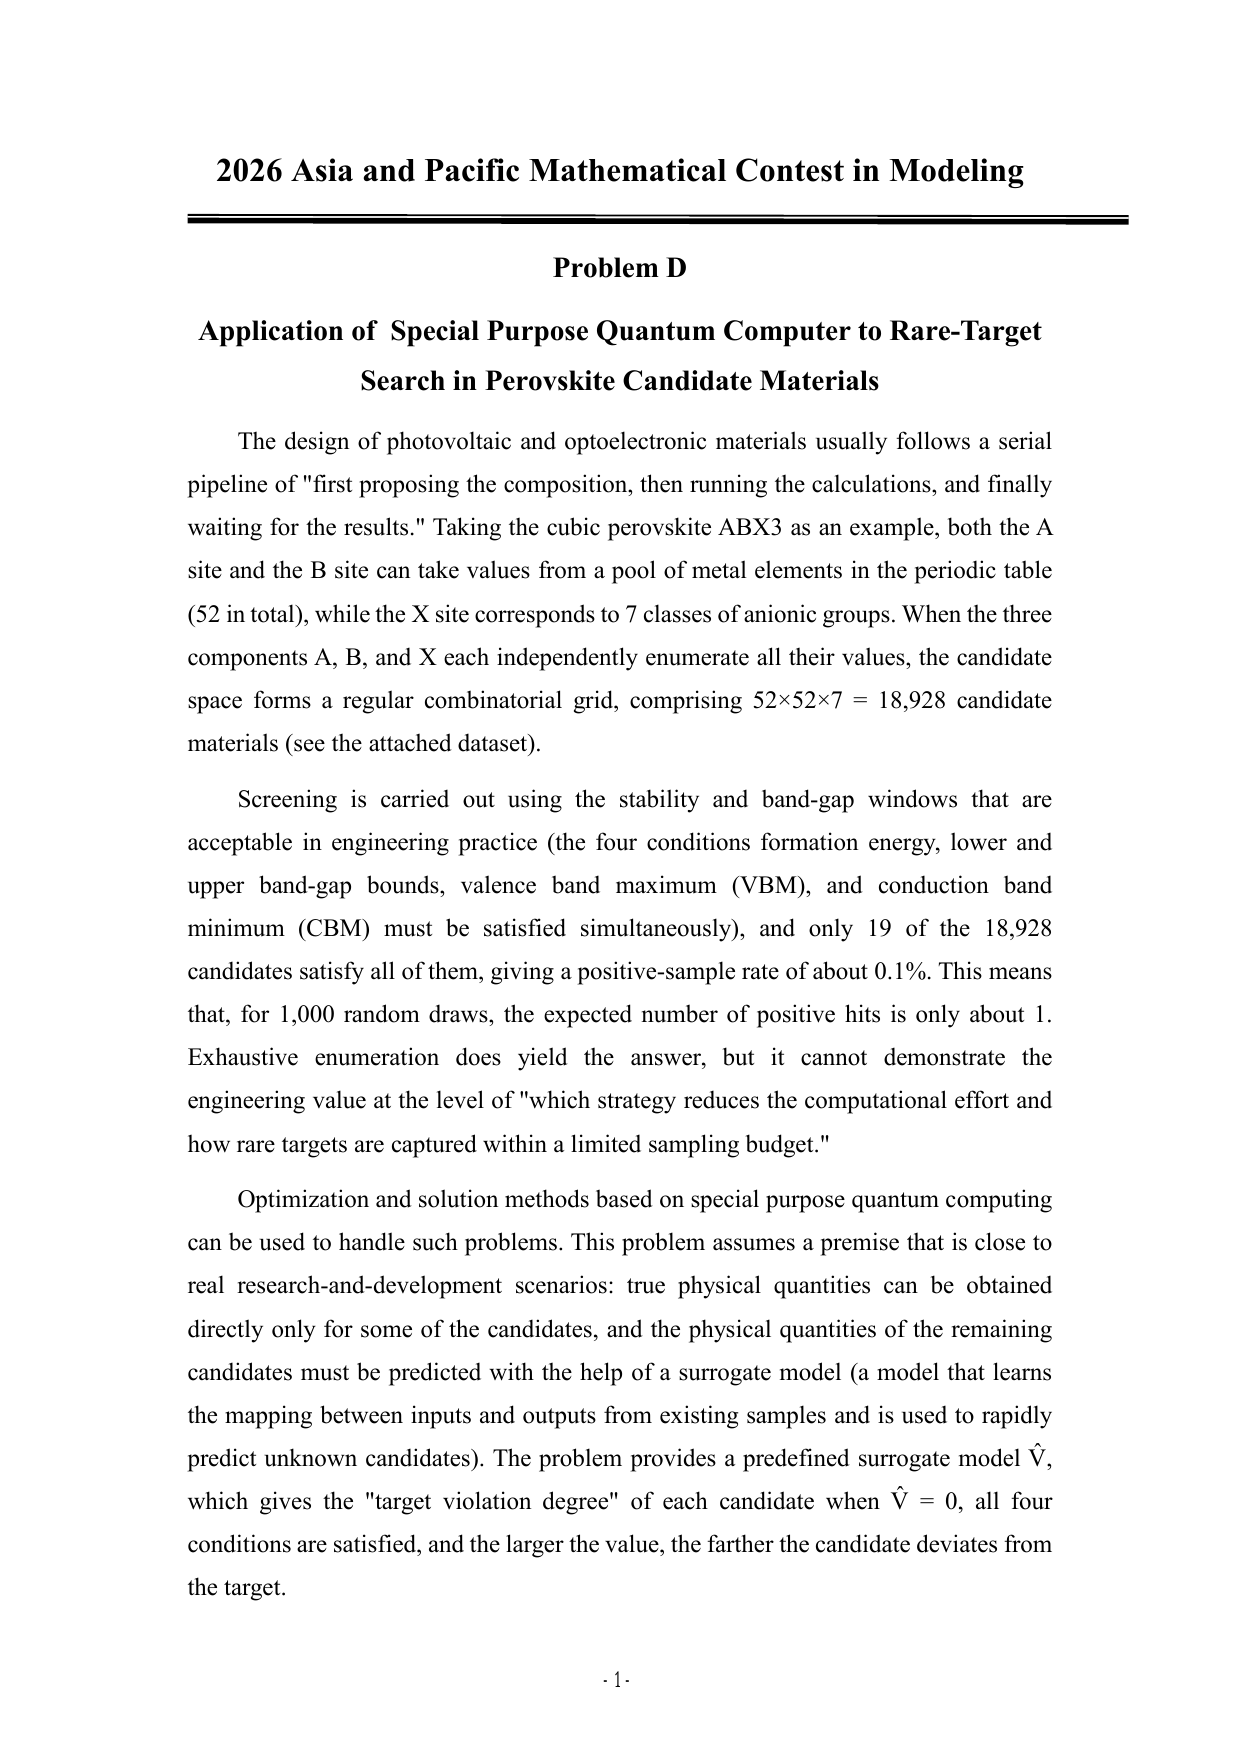 2026 Asia and Pacific Mathematical Contest in Modeling
Problem D
Application of Special Purpose Quantum Computer to Rare-Target
Search in Perovskite Candidate Materials
The design of photovoltaic and optoelectronic materials usually follows a serial
pipeline of "first proposing the composition, then running the calculations, and finally
waiting for the results." Taking the cubic perovskite ABX3 as an example, both the A
site and the B site can take values from a pool of metal elements in the periodic table
(52 in total), while the X site corresponds to 7 classes of anionic groups. When the three
components A, B, and X each independently enumerate all their values, the candidate
space forms a regular combinatorial grid, comprising 52×52×7 = 18,928 candidate
materials (see the attached dataset).
Screening is carried out using the stability and band-gap windows that are
acceptable in engineering practice (the four conditions formation energy, lower and
upper band-gap bounds, valence band maximum (VBM), and conduction band
minimum (CBM) must be satisfied simultaneously), and only 19 of the 18,928
candidates satisfy all of them, giving a positive-sample rate of about 0.1%. This means
that, for 1,000 random draws, the expected number of positive hits is only about 1.
Exhaustive enumeration does yield the answer, but it cannot demonstrate the
engineering value at the level of "which strategy reduces the computational effort and
how rare targets are captured within a limited sampling budget."
Optimization and solution methods based on special purpose quantum computing
can be used to handle such problems. This problem assumes a premise that is close to
real research-and-development scenarios: true physical quantities can be obtained
directly only for some of the candidates, and the physical quantities of the remaining
candidates must be predicted with the help of a surrogate model (a model that learns
the mapping between inputs and outputs from existing samples and is used to rapidly
predict unknown candidates). The problem provides a predefined surrogate model V̂,
which gives the "target violation degree" of each candidate when V̂ = 0, all four
conditions are satisfied, and the larger the value, the farther the candidate deviates from
the target.
- 1 -